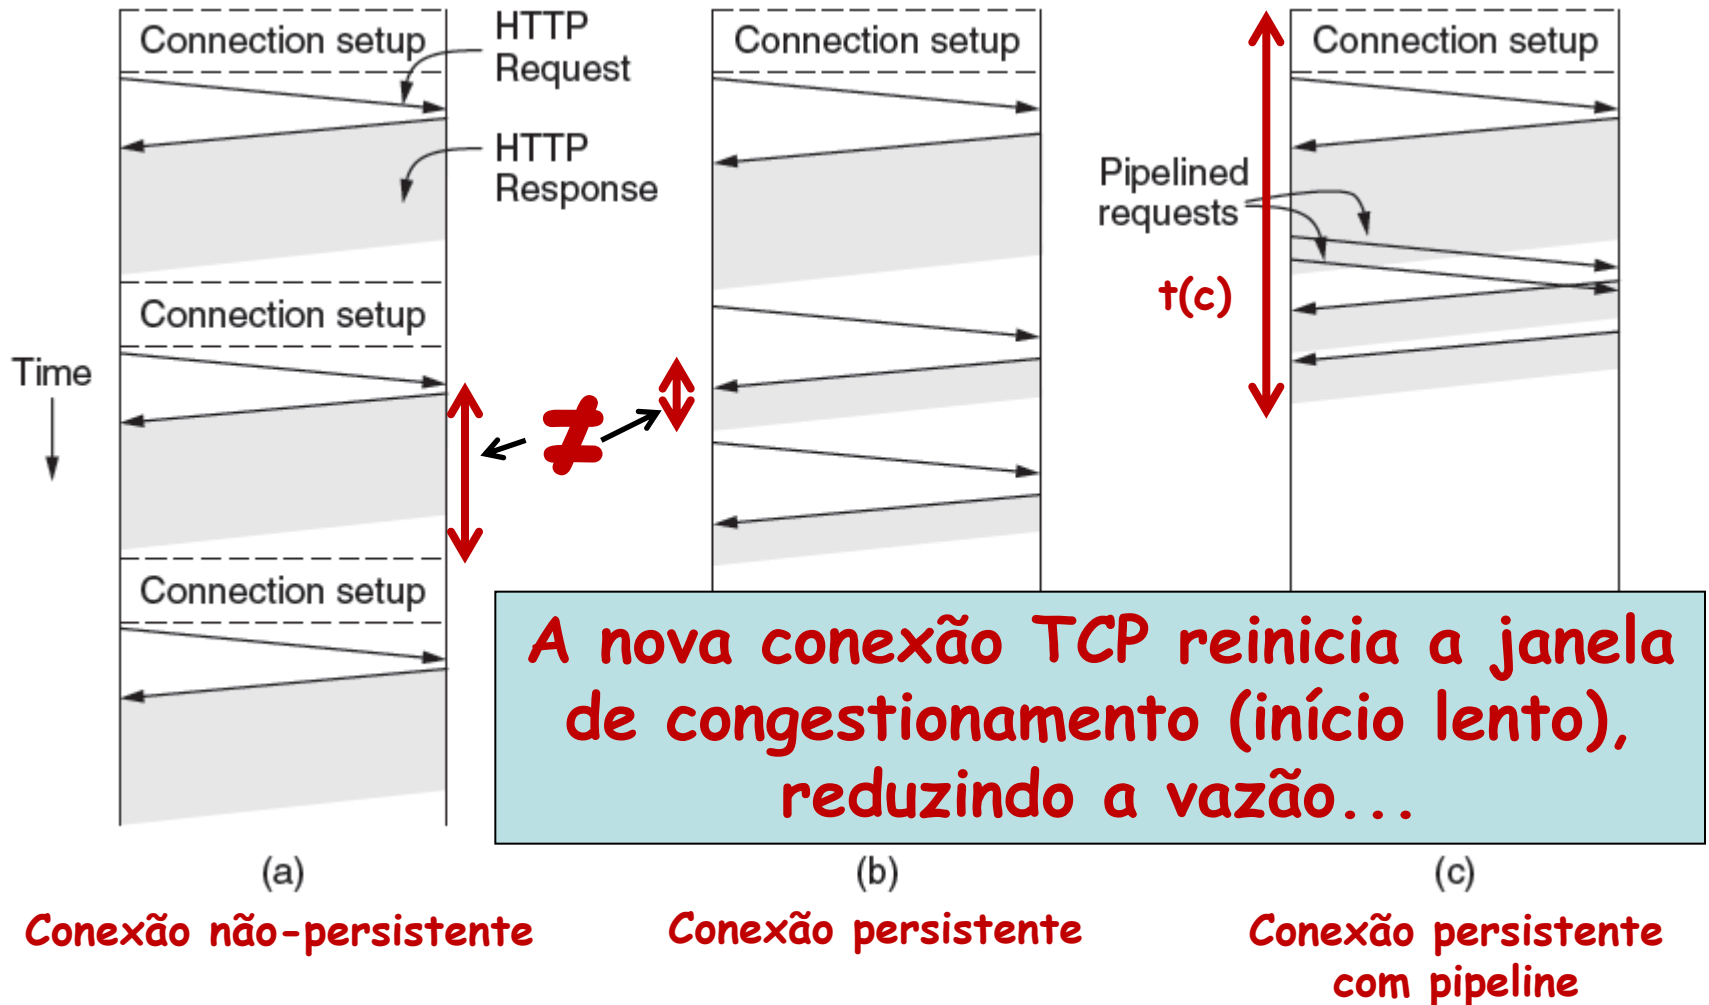 Connection setup
HTTP
Request
HTTP
Response
Connection setup
Time
Connection setup
(a)
Conexão não-persistente
≠
Connection setup
(b)
Conexão persistente
Connection setup
Pipelined
requests
t(c)
(c)
Conexão persistente
com pipeline
A nova conexão TCP reinicia a janela
de congestionamento (início lento),
reduzindo a vazão...